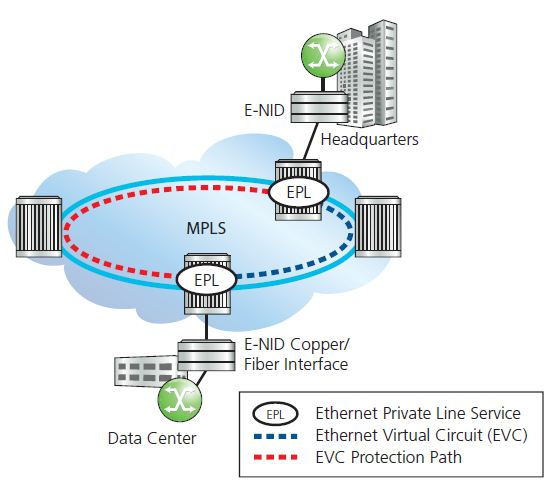 E-NID
Headquarters
EPL
MPLS
EPL
E-NID Copper/
Fiber Interface
Data Center
EPL Ethernet Private Line Service
Ethernet Virtual Circuit (EVC)
EVC Protection Path